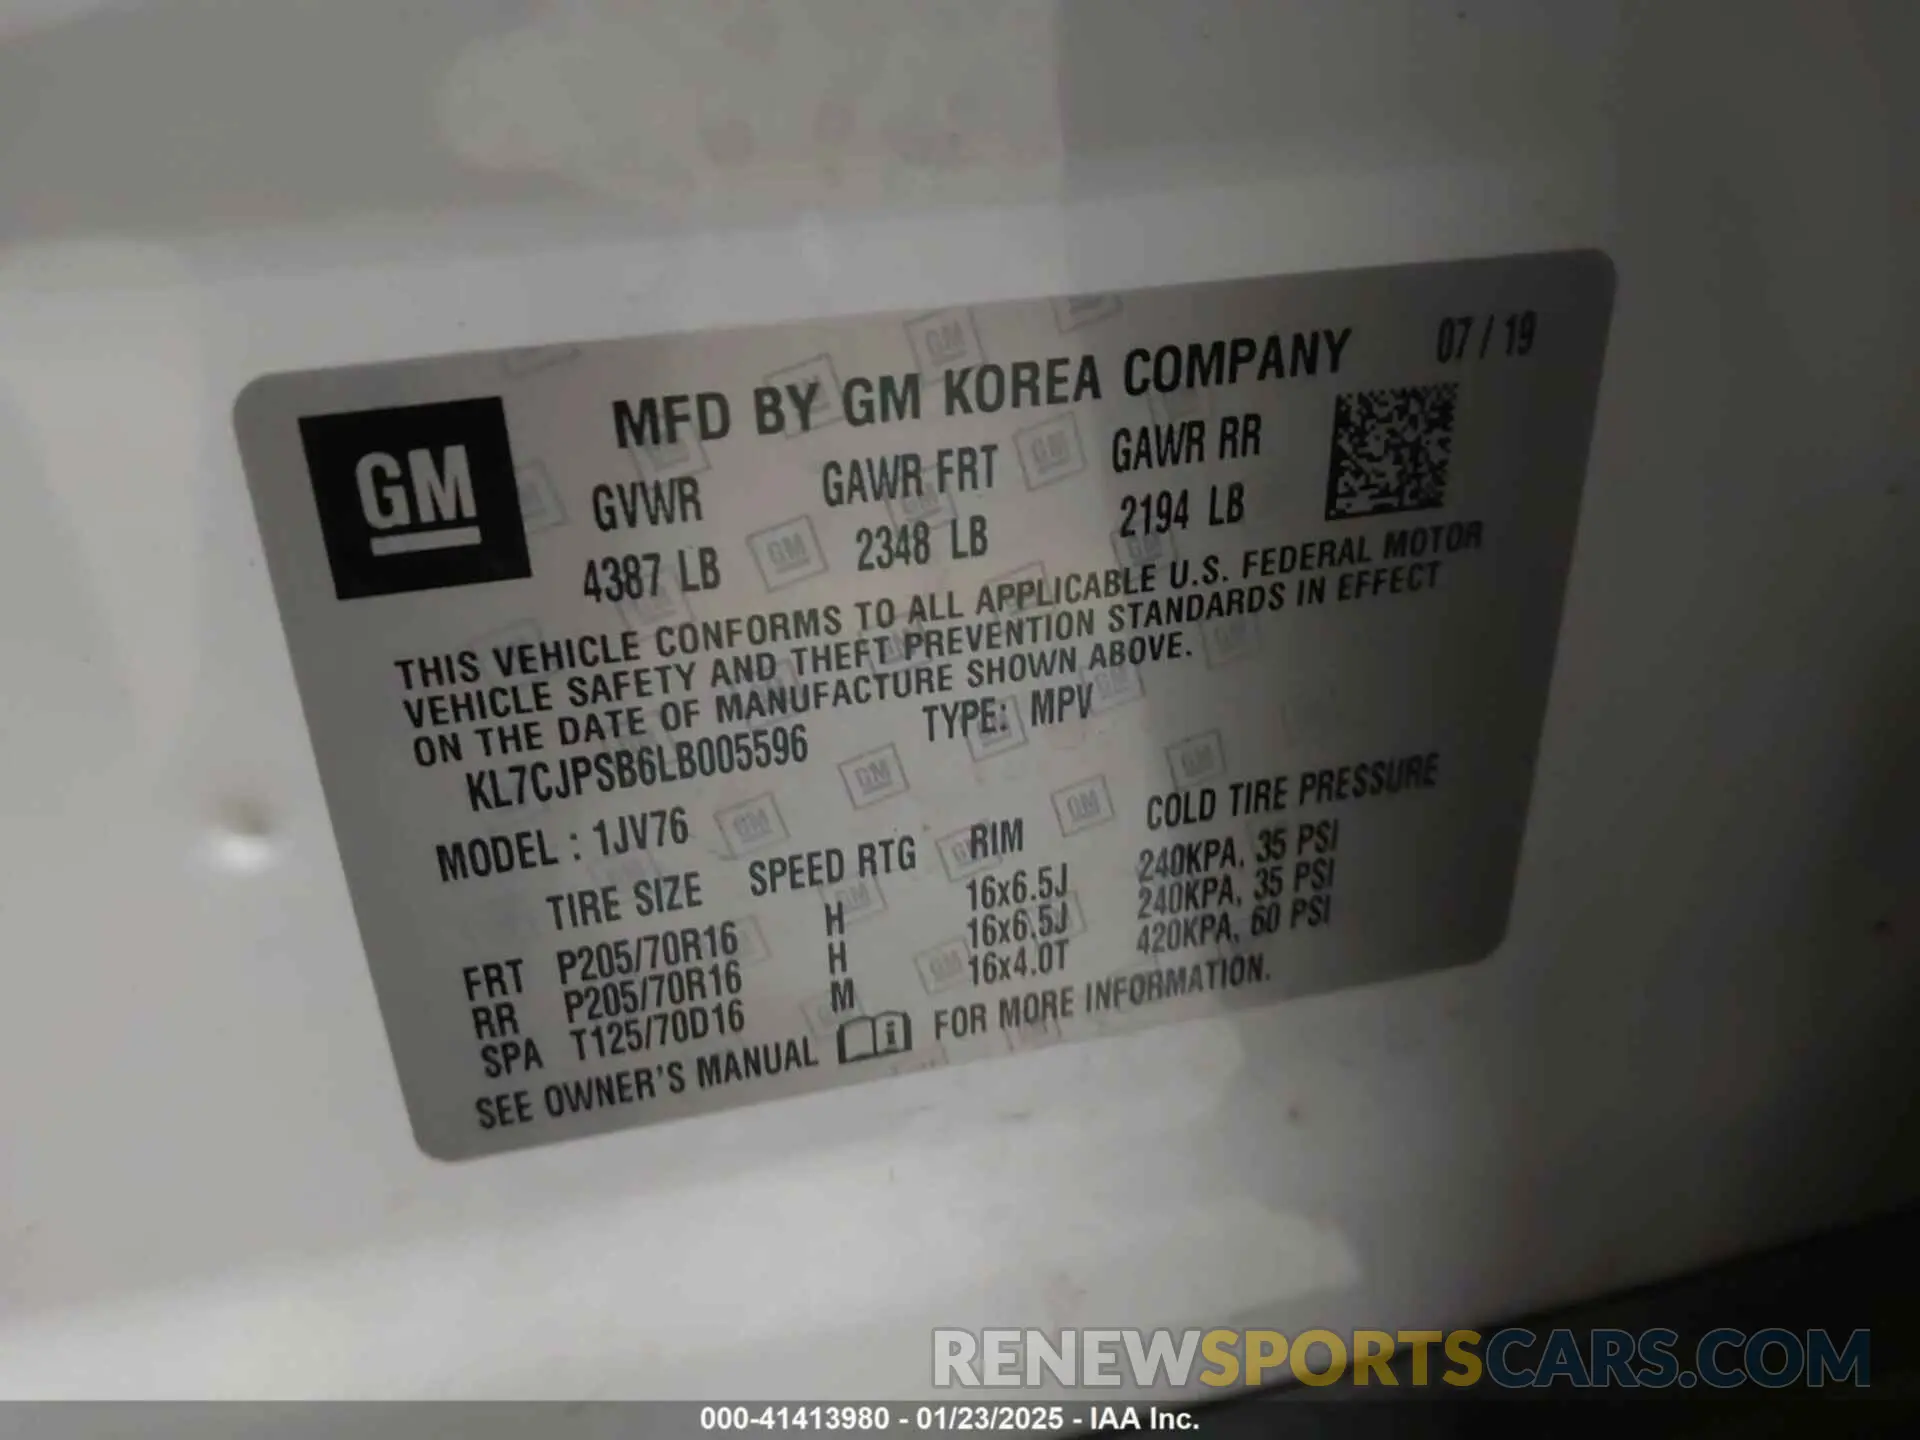 MFD BY GM KOREA COMPANY 07 / 19
GM
GVWR GAWR FRT GAWR RR
4387 LB 2348 LB 2194 LB
THIS VEHICLE CONFORMS TO ALL APPLICABLE U.S. FEDERAL MOTOR
VEHICLE SAFETY AND THEFT PREVENTION STANDARDS IN EFFECT
ON THE DATE OF MANUFACTURE SHOWN ABOVE.
KL7CJPSB6LB005596 TYPE: MPV
MODEL : 1JV76
TIRE SIZE SPEED RTG RIM COLD TIRE PRESSURE
FRT P205/70R16 H 16x6.5J 240KPA, 35 PSI
RR P205/70R16 H 16x6.5J 240KPA, 35 PSI
SPA T125/70D16 M 16x4.0T 420KPA, 60 PSI
SEE OWNER'S MANUAL FOR MORE INFORMATION.
RENEWSPORTSCARS.COM
000-41413980 - 01/23/2025 - IAA Inc.